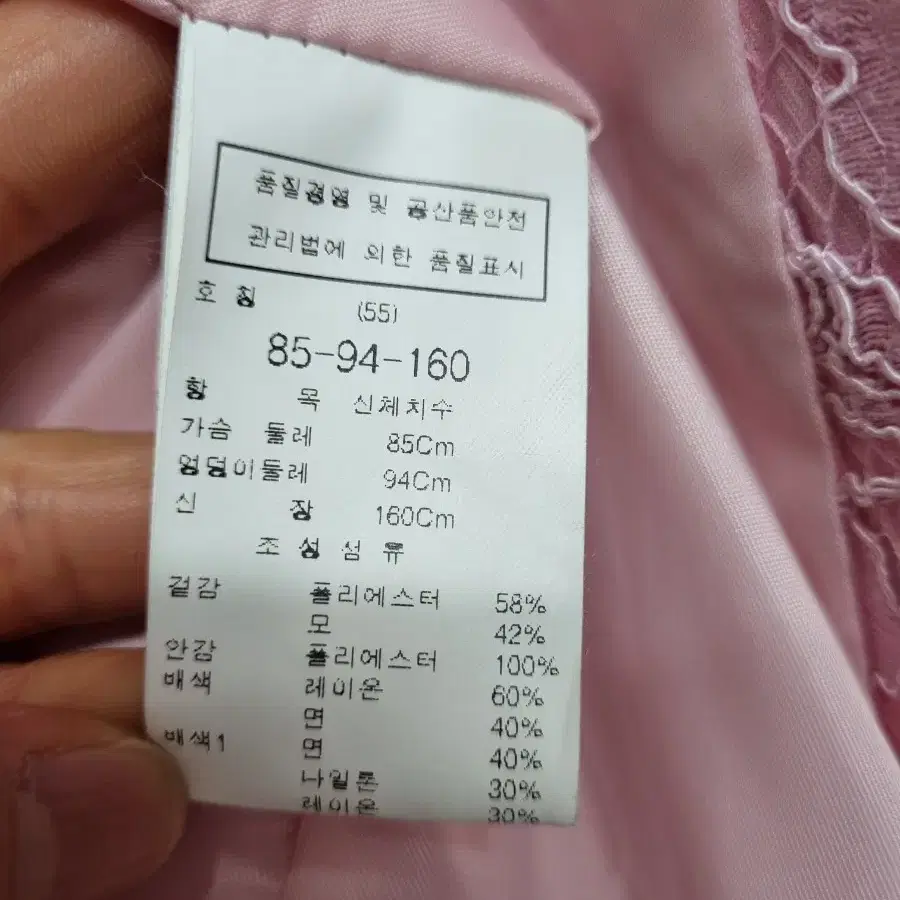 품질경영 및 공산품안전
관리법에 의한 품질표시
호 칭 (55)
85-94-160
항 목 신체치수
가슴 둘레 85Cm
엉덩이둘레 94Cm
신 장 160Cm
조 성 섬 유
겉감 폴리에스터 58%
모 42%
안감 폴리에스터 100%
배색 레이온 60%
면 40%
배색1 면 40%
나일론 30%
레이온 30%